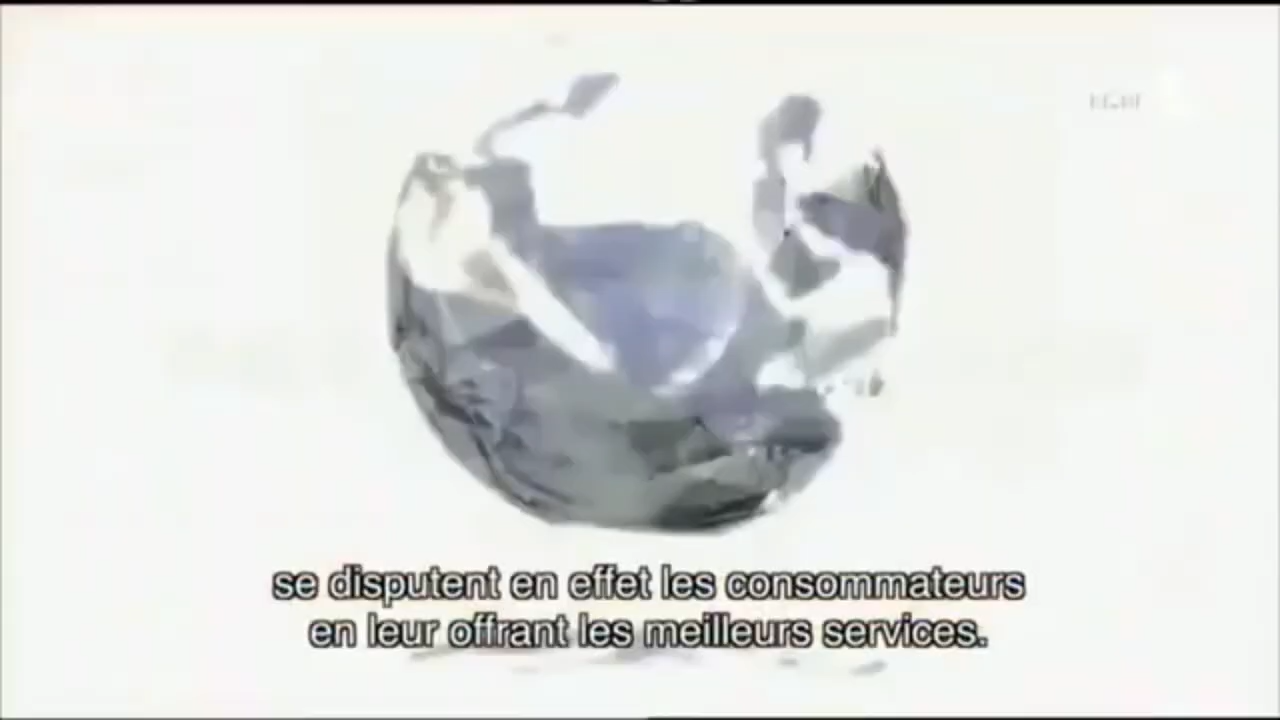 se disputent en effet les consommateurs
en leur offrant les meilleurs services.